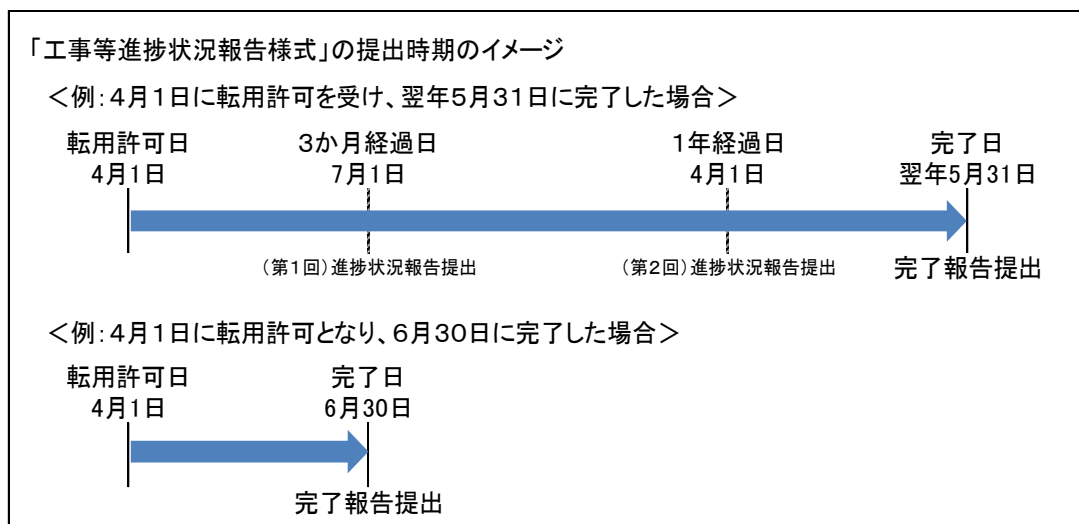 「工事等進捗状況報告様式」の提出時期のイメージ
＜例：４月１日に転用許可を受け、翌年５月３１日に完了した場合＞
転用許可日 ３か月経過日 １年経過日 完了日
4月1日 7月1日 4月1日 翌年5月31日
（第１回）進捗状況報告提出 （第２回）進捗状況報告提出 完了報告提出
＜例：４月１日に転用許可となり、６月３０日に完了した場合＞
転用許可日 完了日
4月1日 6月30日
完了報告提出